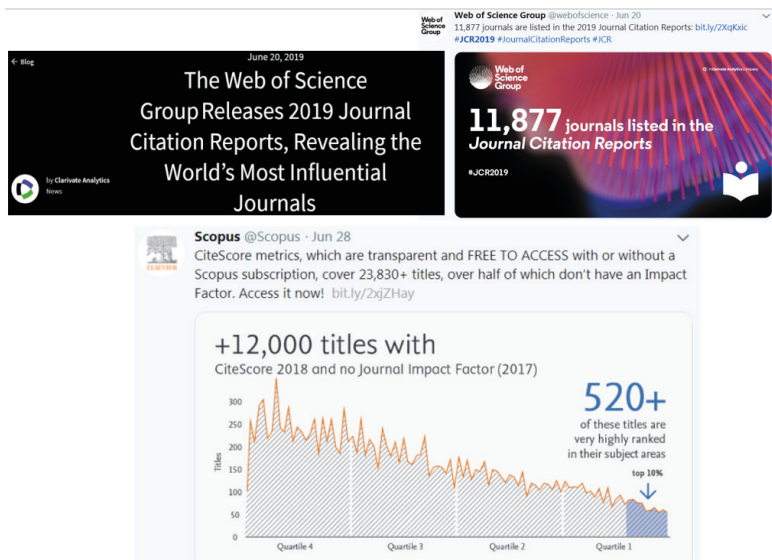 Web of
Science
Group
Web of Science Group @webofscience · Jun 20
11,877 journals are listed in the 2019 Journal Citation Reports: bit.ly/2XqKxic
#JCR2019 #JournalCitationReports #JCR
← Blog
June 20, 2019
The Web of Science
Group Releases 2019 Journal
Citation Reports, Revealing the
World's Most Influential
Journals
by Clarivate Analytics
News
Web of
Science
Group
A Clarivate Analytics company
11,877 journals listed in the
Journal Citation Reports
#JCR2019
ELSEVIER
Scopus @Scopus · Jun 28
CiteScore metrics, which are transparent and FREE TO ACCESS with or without a
Scopus subscription, cover 23,830+ titles, over half of which don't have an Impact
Factor. Access it now! bit.ly/2xjZHay
+12,000 titles with
CiteScore 2018 and no Journal Impact Factor (2017)
520+
of these titles are
very highly ranked
in their subject areas
top 10%
Titles
300
250
200
150
100
50
0
Quartile 4
Quartile 3
Quartile 2
Quartile 1